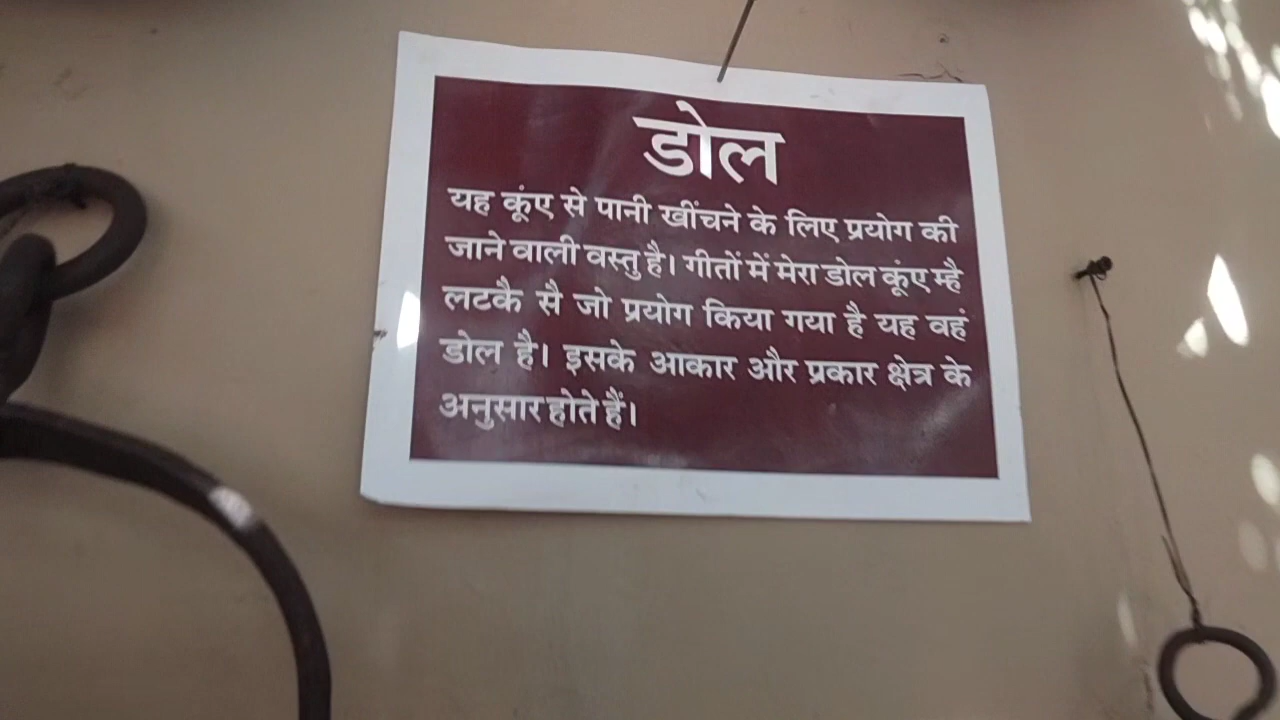 डोल
यह कूंए से पानी खींचने के लिए प्रयोग की
जाने वाली वस्तु है। गीतों में मेरा डोल कूंए म्है
लटकै सै जो प्रयोग किया गया है यह वहं
डोल है। इसके आकार और प्रकार क्षेत्र के
अनुसार होते हैं।